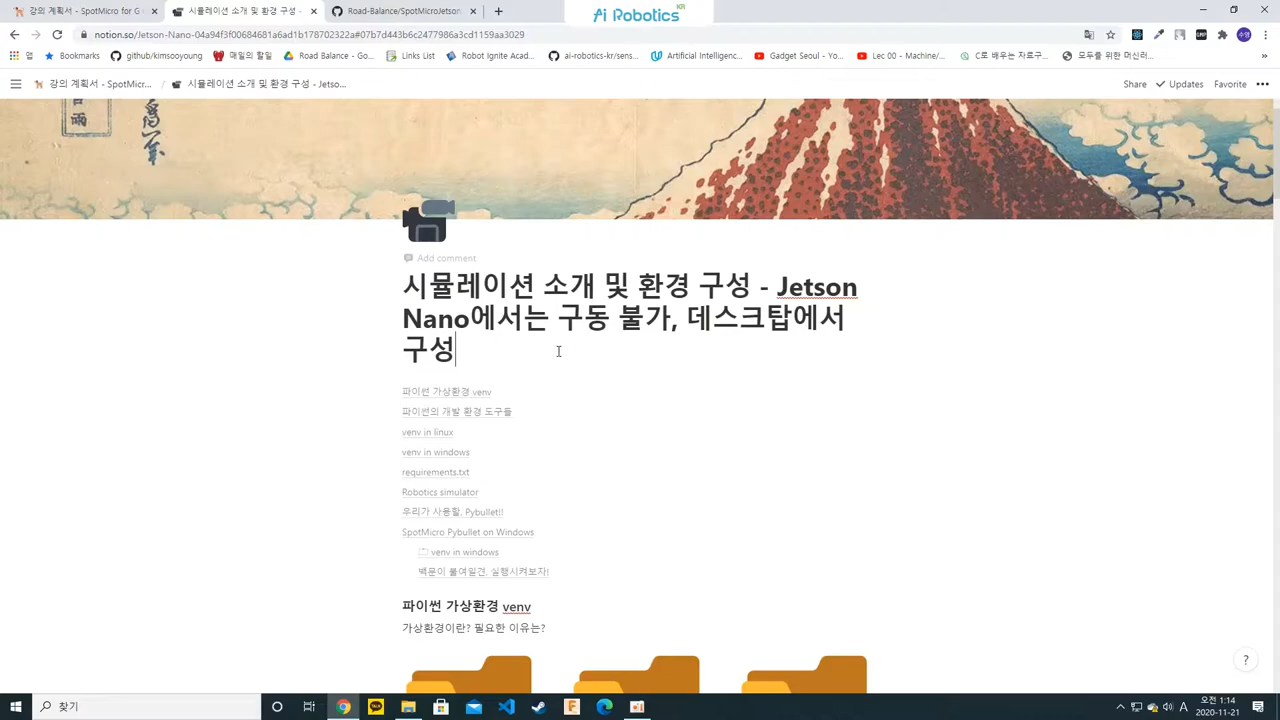 강의 계획서 - SpotMicro for G
시뮬레이션 소개 및 환경 구성 -
Road-Balance/SpotMicroJetson
Ai Robotics KR
notion.so/Jetson-Nano-04a94f3f00084681a6ad1b178702322a#07b7d443b6c2477986a3cd1159aa3029
앱
Bookmarks
github/kimsooyoung
매일의 할일
Road Balance - Go...
Link List
Robot Ignite Acad...
ai-robotics-kr/sens...
Artificial Intelligenc...
Gadget Seoul - Yo...
Lec 00 - Machine/...
C로 배우는 자료구...
모두를 위한 머신러...
강의 계획서 - SpotMicr...
/
시뮬레이션 소개 및 환경 구성 - Jetso...
Share
Updates
Favorite
Add comment
시뮬레이션 소개 및 환경 구성 - Jetson
Nano에서는 구동 불가, 데스크탑에서
구성
파이썬 가상환경 venv
파이썬의 개발 환경 도구들
venv in linux
venv in windows
requirements.txt
Robotics simulator
우리가 사용할, Pybullet!!
SpotMicro Pybullet on Windows
venv in windows
백문이 불여일견, 실행시켜보자!
파이썬 가상환경 venv
가상환경이란? 필요한 이유는?
?
찾기
A
오전 1:14
2020-11-21